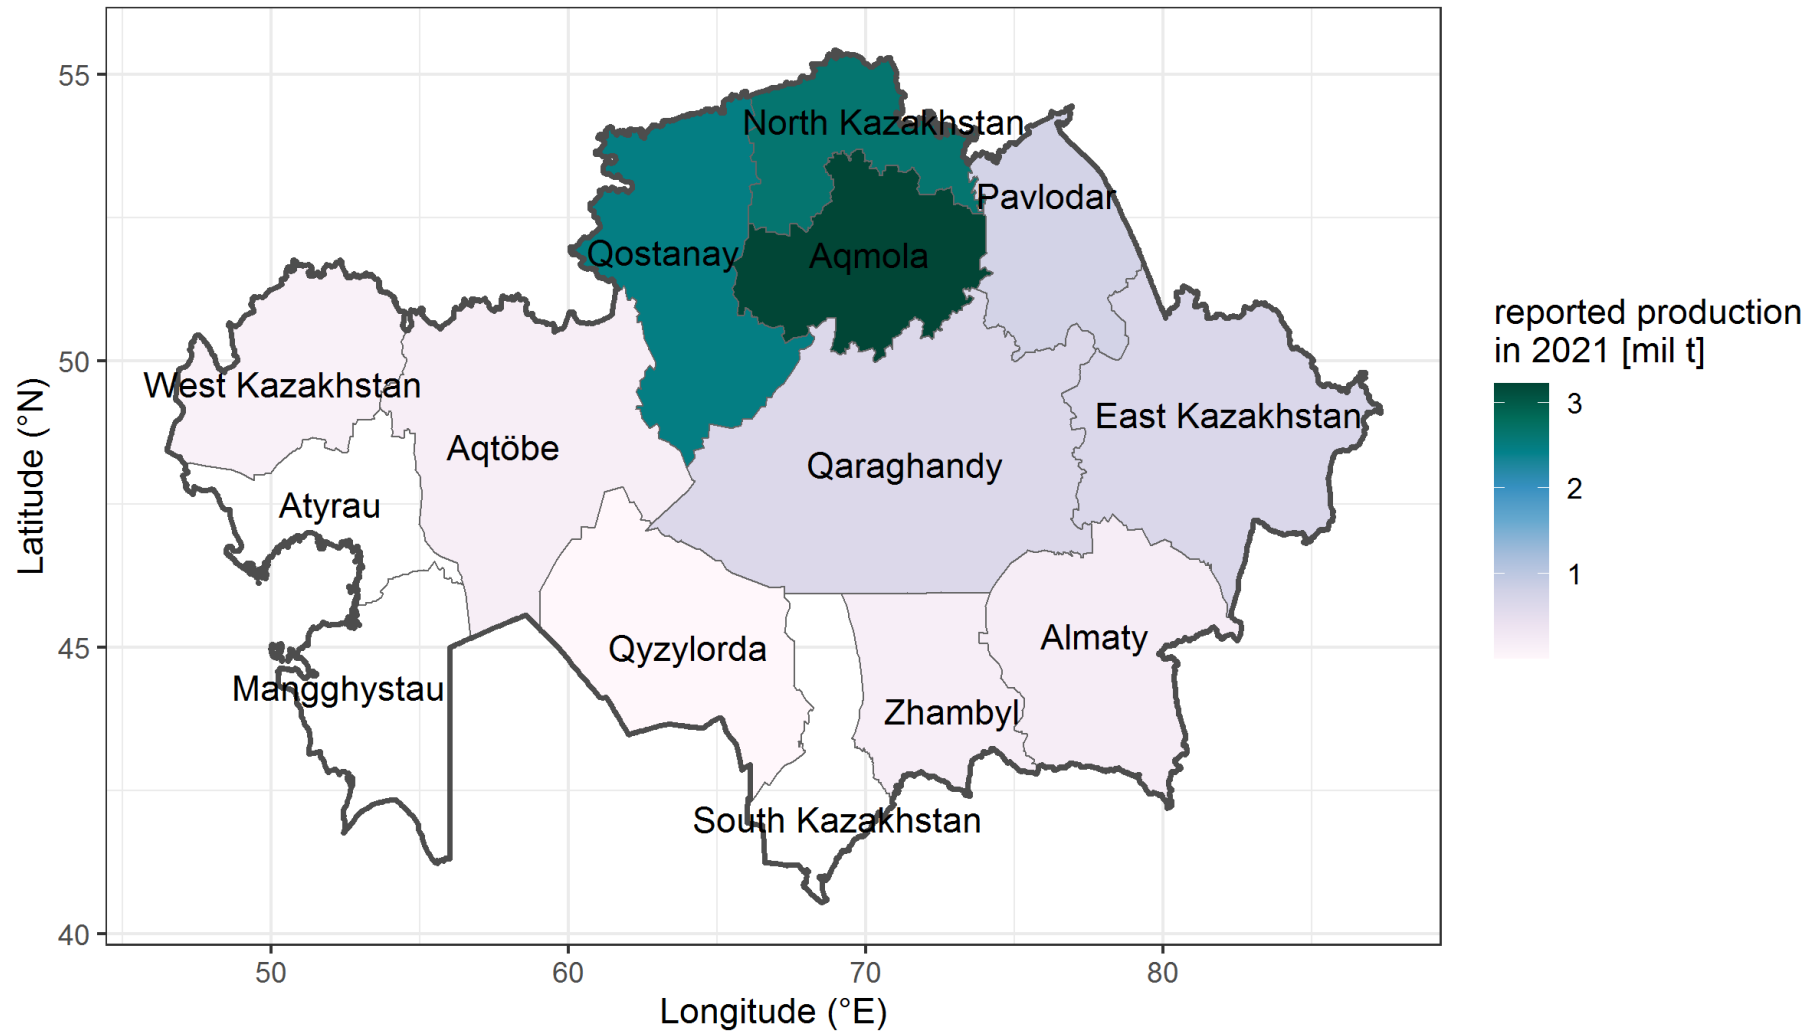 55
50
45
40
Latitude (°N)
North Kazakhstan
Pavlodar
Qostanay
Aqmola
West Kazakhstan
East Kazakhstan
Aqtöbe
Qaraghandy
Atyrau
Almaty
Qyzylorda
Mangghystau
Zhambyl
South Kazakhstan
50
60
70
80
Longitude (°E)
reported production
in 2021 [mil t]
3
2
1